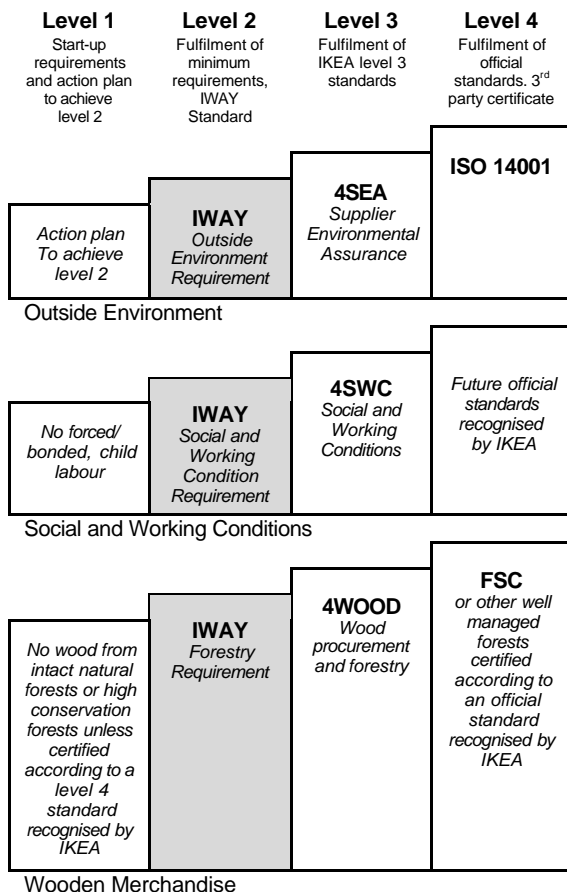 Level 1
Start-up
requirements
and action plan
to achieve
level 2
Level 2
Fulfilment of
minimum
requirements,
IWAY
Standard
Level 3
Fulfilment of
IKEA level 3
standards
Level 4
Fulfilment of
official
standards. 3rd
party certificate
Action plan
To achieve
level 2
IWAY
Outside
Environment
Requirement
4SEA
Supplier
Environmental
Assurance
ISO 14001
Outside Environment
No forced/
bonded, child
labour
IWAY
Social and
Working
Condition
Requirement
4SWC
Social and
Working
Conditions
Future official
standards
recognised
by IKEA
Social and Working Conditions
No wood from
intact natural
forests or high
conservation
forests unless
certified
according to a
level 4
standard
recognised by
IKEA
IWAY
Forestry
Requirement
4WOOD
Wood
procurement
and forestry
FSC
or other well
managed
forests
certified
according to
an official
standard
recognised by
IKEA
Wooden Merchandise